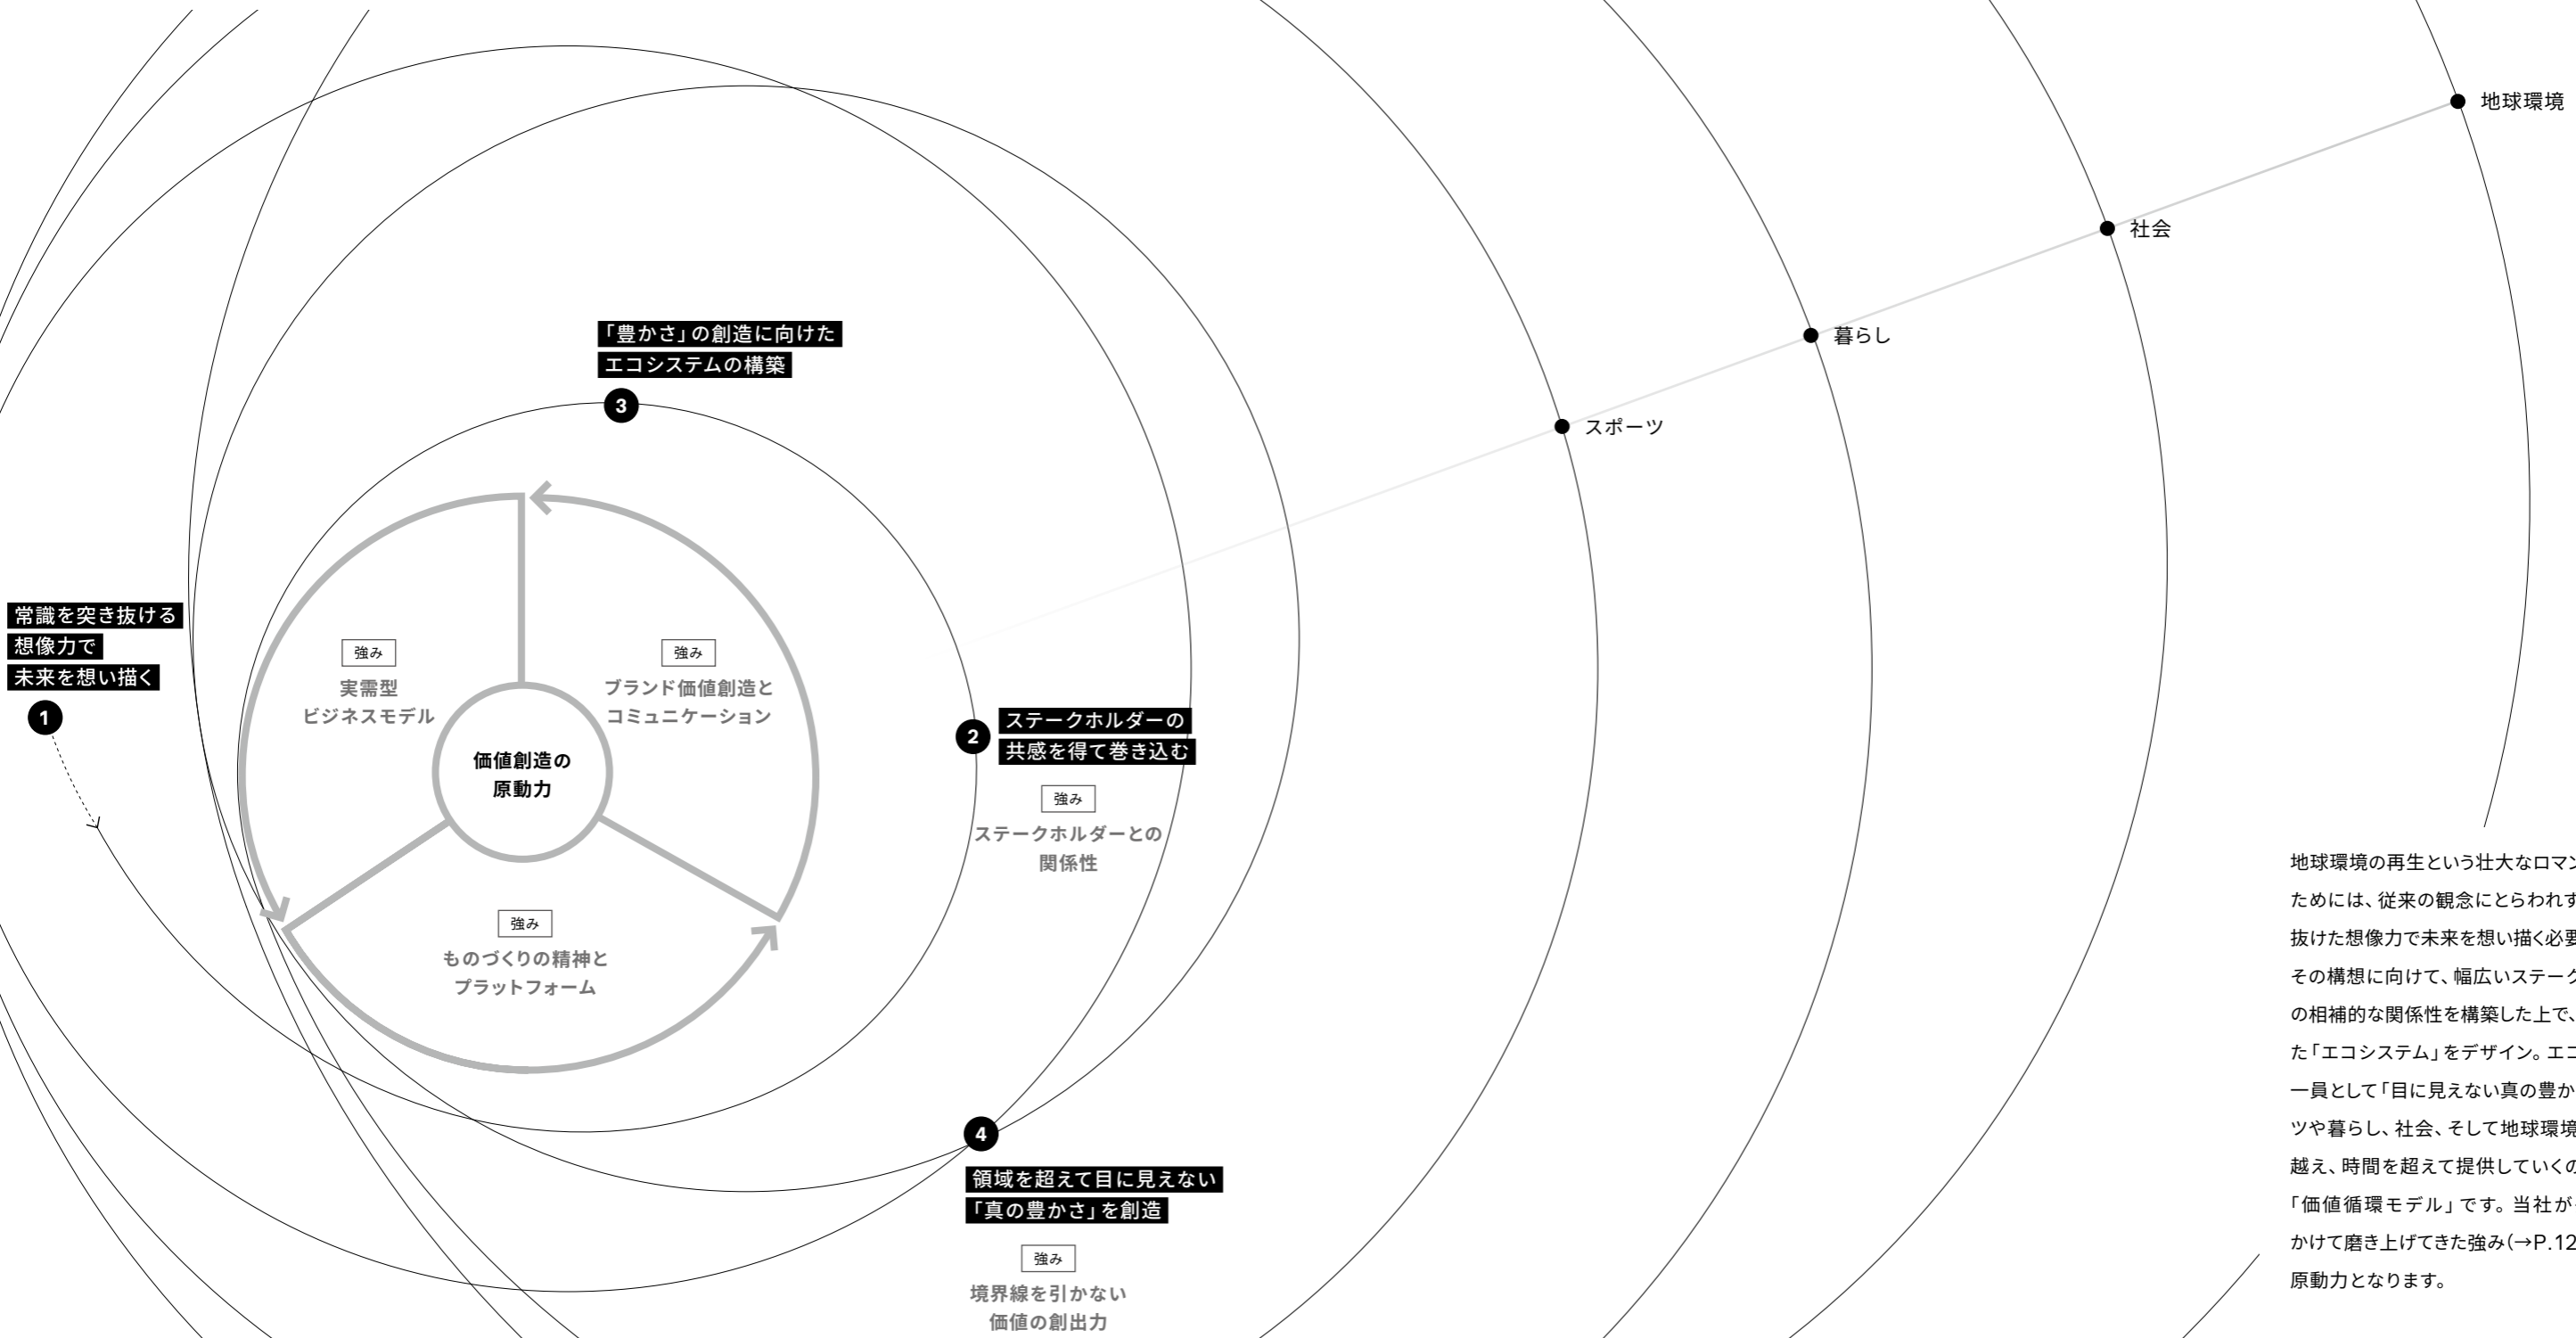 地球環境
社会
暮らし
スポーツ
「豊かさ」の創造に向けた
エコシステムの構築
3
常識を突き抜ける
想像力で
未来を想い描く
1
強み
実需型
ビジネスモデル
強み
ブランド価値創造と
コミュニケーション
価値創造の
原動力
強み
ものづくりの精神と
プラットフォーム
2
ステークホルダーの
共感を得て巻き込む
強み
ステークホルダーとの
関係性
4
領域を超えて目に見えない
「真の豊かさ」を創造
強み
境界線を引かない
価値の創出力
地球環境の再生という壮大なロマン
ためには、従来の観念にとらわれず
抜けた想像力で未来を想い描く必要
その構想に向けて、幅広いステーク
の相補的な関係性を構築した上で、
た「エコシステム」をデザイン。エコ
一員として「目に見えない真の豊か
ツや暮らし、社会、そして地球環境
越え、時間を超えて提供していくの
「価値循環モデル」です。当社が
かけて磨き上げてきた強み(→P.12
原動力となります。